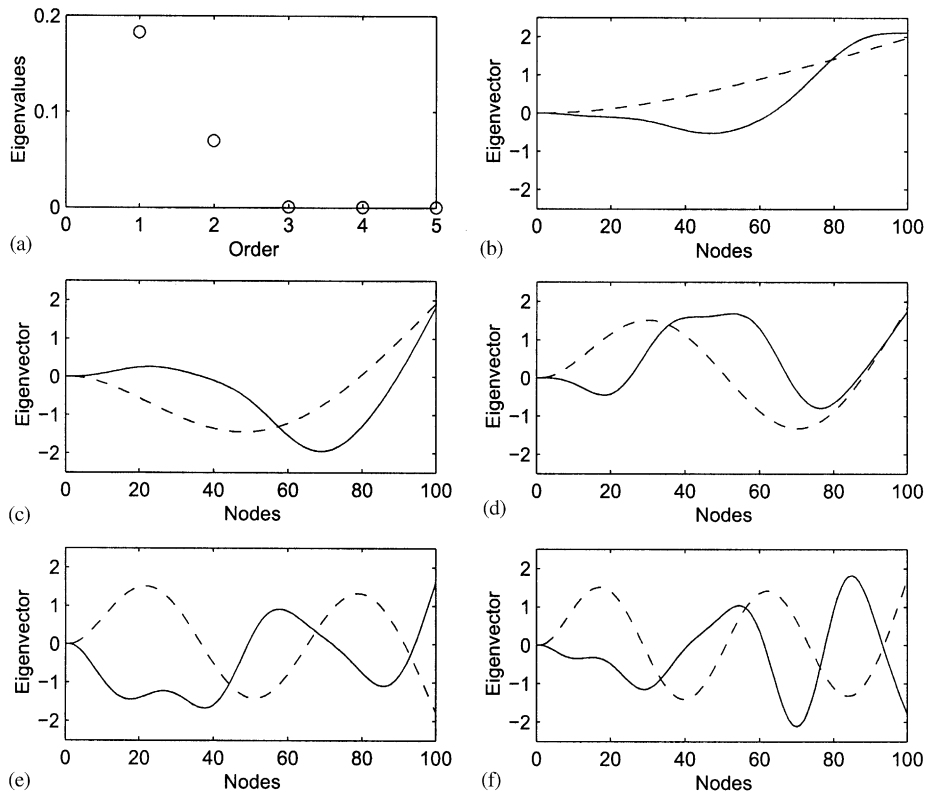 0.2
0.1
0
Eigenvalues
0 1 2 3 4 5
Order
(a)
2
1
0
−1
−2
Eigenvector
0 20 40 60 80 100
Nodes
(b)
2
1
0
−1
−2
Eigenvector
0 20 40 60 80 100
Nodes
(c)
2
1
0
−1
−2
Eigenvector
0 20 40 60 80 100
Nodes
(d)
2
1
0
−1
−2
Eigenvector
0 20 40 60 80 100
Nodes
(e)
2
1
0
−1
−2
Eigenvector
0 20 40 60 80 100
Nodes
(f)